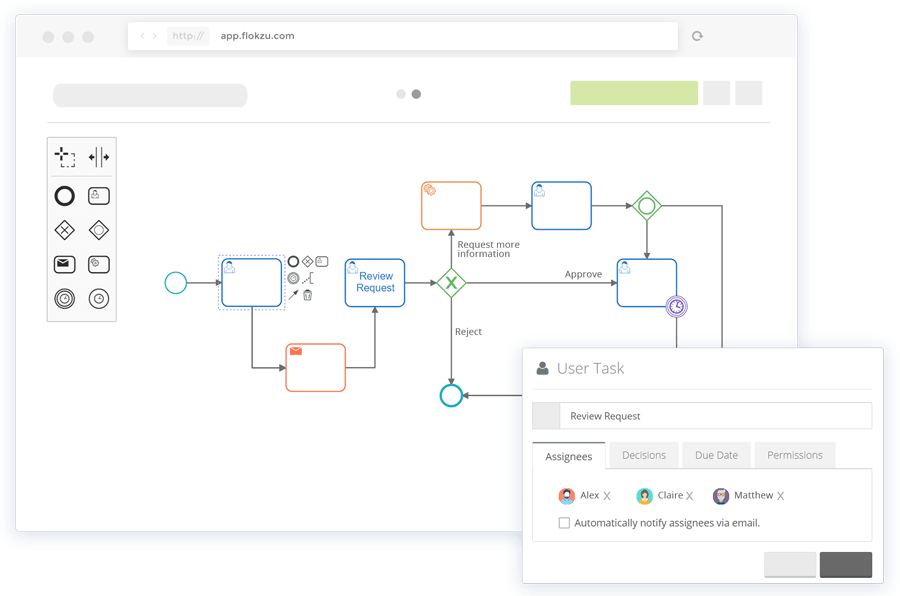 http://
app.flokzu.com
Request more
information
Review
Request
Approve
Reject
User Task
Review Request
Assignees
Decisions
Due Date
Permissions
Alex X
Claire X
Matthew X
Automatically notify assignees via email.